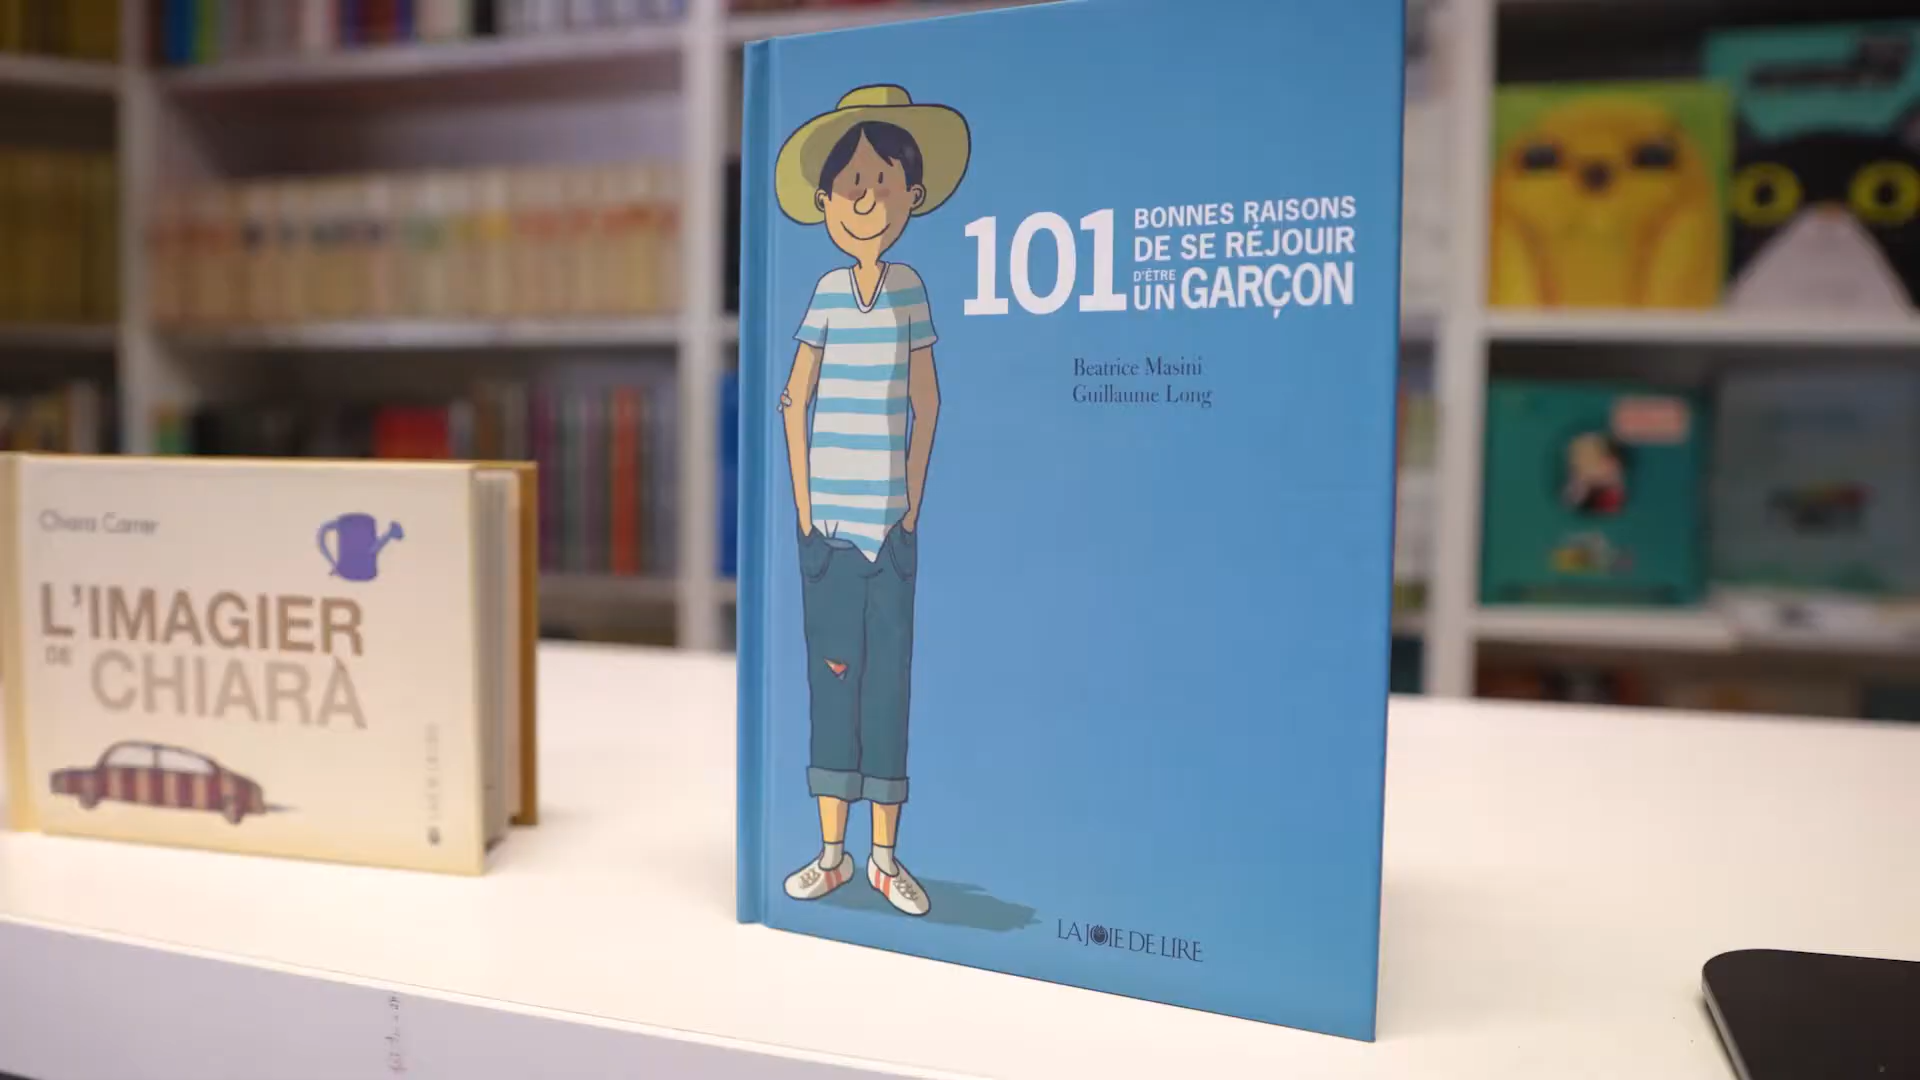 Chiara Carrer
L'IMAGIER
DE
CHIARA
101
BONNES RAISONS
DE SE RÉJOUIR
D'ÊTRE
UN GARÇON
Beatrice Masini
Guillaume Long
LA JOIE DE LIRE